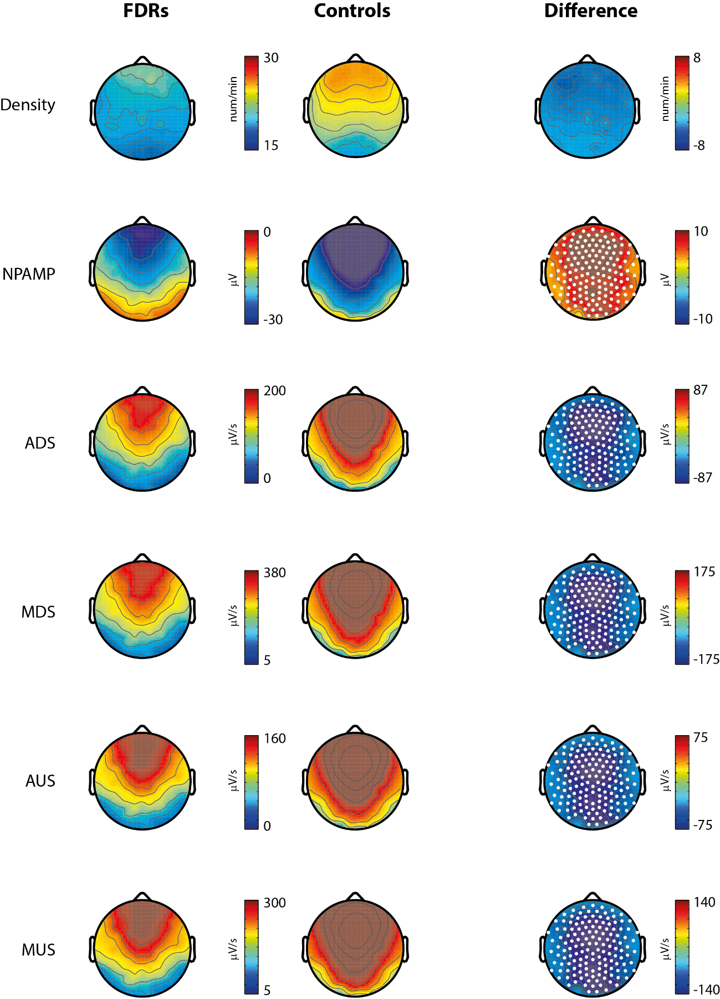 FDRs Controls Difference
Density 30 num/min 15 8 num/min -8
NPAMP 0 µV -30 10 µV -10
ADS 200 µV/s 0 87 µV/s -87
MDS 380 µV/s 5 175 µV/s -175
AUS 160 µV/s 0 75 µV/s -75
MUS 300 µV/s 5 140 µV/s -140